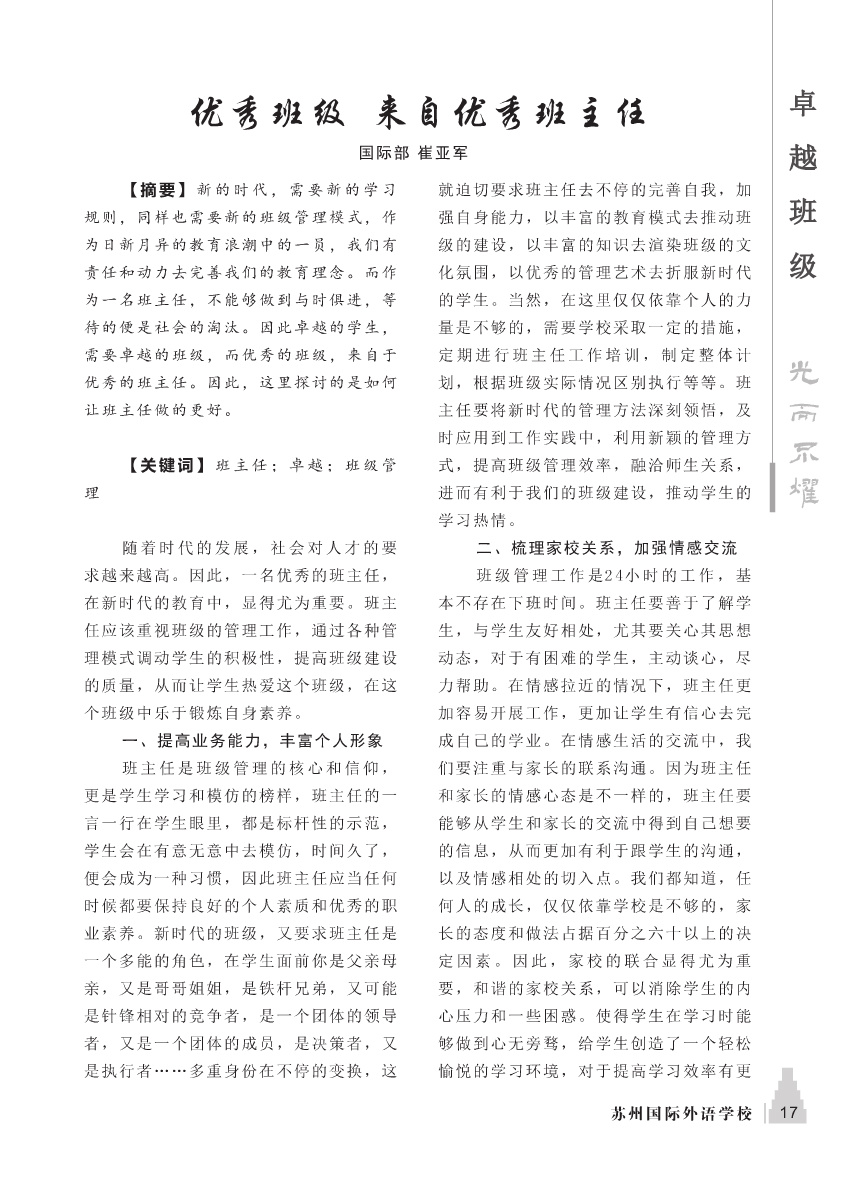 优秀班级 来自优秀班主任
国际部 崔亚军
【摘要】新的时代，需要新的学习
规则，同样也需要新的班级管理模式，作
为日新月异的教育浪潮中的一员，我们有
责任和动力去完善我们的教育理念。而作
为一名班主任，不能够做到与时俱进，等
待的便是社会的淘汰。因此卓越的学生，
需要卓越的班级，而优秀的班级，来自于
优秀的班主任。因此，这里探讨的是如何
让班主任做的更好。
【关键词】班主任；卓越；班级管
理
随着时代的发展，社会对人才的要
求越来越高。因此，一名优秀的班主任，
在新时代的教育中，显得尤为重要。班主
任应该重视班级的管理工作，通过各种管
理模式调动学生的积极性，提高班级建设
的质量，从而让学生热爱这个班级，在这
个班级中乐于锻炼自身素养。
一、提高业务能力，丰富个人形象
班主任是班级管理的核心和信仰，
更是学生学习和模仿的榜样，班主任的一
言一行在学生眼里，都是标杆性的示范，
学生会在有意无意中去模仿，时间久了，
便会成为一种习惯，因此班主任应当任何
时候都要保持良好的个人素质和优秀的职
业素养。新时代的班级，又要求班主任是
一个多能的角色，在学生面前你是父亲母
亲，又是哥哥姐姐，是铁杆兄弟，又可能
是针锋相对的竞争者，是一个团体的领导
者，又是一个团体的成员，是决策者，又
是执行者……多重身份在不停的变换，这
就迫切要求班主任去不停的完善自我，加
强自身能力，以丰富的教育模式去推动班
级的建设，以丰富的知识去渲染班级的文
化氛围，以优秀的管理艺术去折服新时代
的学生。当然，在这里仅仅依靠个人的力
量是不够的，需要学校采取一定的措施，
定期进行班主任工作培训，制定整体计
划，根据班级实际情况区别执行等等。班
主任要将新时代的管理方法深刻领悟，及
时应用到工作实践中，利用新颖的管理方
式，提高班级管理效率，融洽师生关系，
进而有利于我们的班级建设，推动学生的
学习热情。
二、梳理家校关系，加强情感交流
班级管理工作是24小时的工作，基
本不存在下班时间。班主任要善于了解学
生，与学生友好相处，尤其要关心其思想
动态，对于有困难的学生，主动谈心，尽
力帮助。在情感拉近的情况下，班主任更
加容易开展工作，更加让学生有信心去完
成自己的学业。在情感生活的交流中，我
们要注重与家长的联系沟通。因为班主任
和家长的情感心态是不一样的，班主任要
能够从学生和家长的交流中得到自己想要
的信息，从而更加有利于跟学生的沟通，
以及情感相处的切入点。我们都知道，任
何人的成长，仅仅依靠学校是不够的，家
长的态度和做法占据百分之六十以上的决
定因素。因此，家校的联合显得尤为重
要，和谐的家校关系，可以消除学生的内
心压力和一些困惑。使得学生在学习时能
够做到心无旁骛，给学生创造了一个轻松
愉悦的学习环境，对于提高学习效率有更
卓越班级
光而不耀
苏州国际外语学校 17